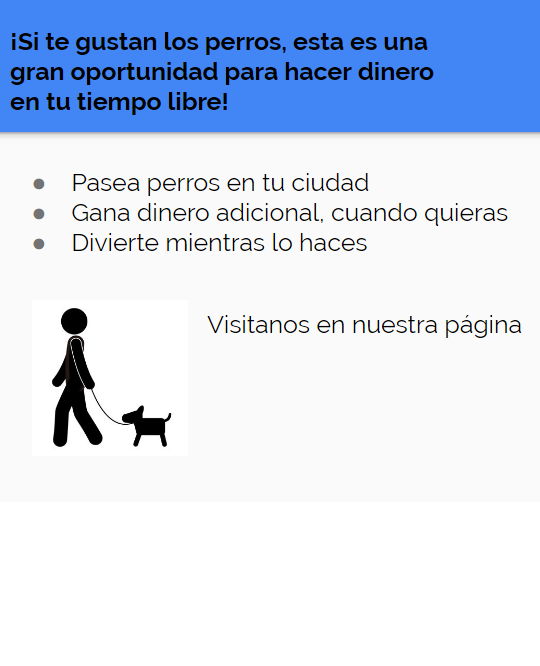 ¡Si te gustan los perros, esta es una
gran oportunidad para hacer dinero
en tu tiempo libre!
● Pasea perros en tu ciudad
● Gana dinero adicional, cuando quieras
● Divierte mientras lo haces
Visitanos en nuestra página